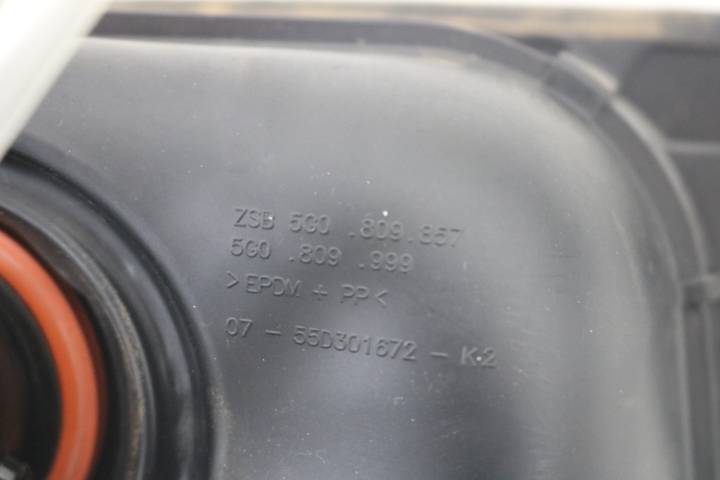 ZSB 5G0 .809.857
5G0 .809 .999
>EPDM + PP<
07 - 55D301672 - K2